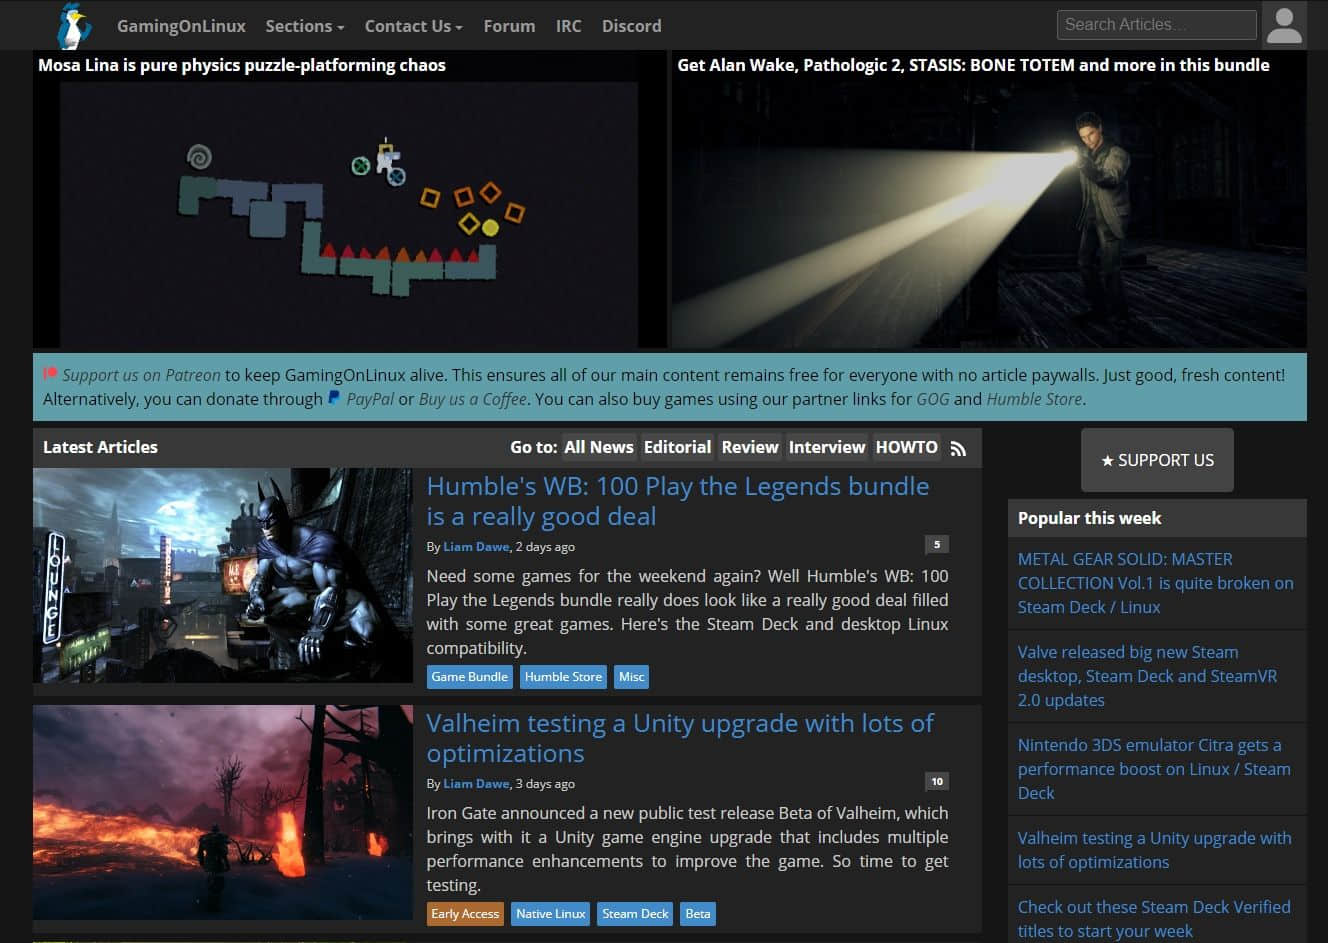 GamingOnLinux Sections Contact Us Forum IRC Discord Search Articles...
Mosa Lina is pure physics puzzle-platforming chaos
Get Alan Wake, Pathologic 2, STASIS: BONE TOTEM and more in this bundle
Support us on Patreon to keep GamingOnLinux alive. This ensures all of our main content remains free for everyone with no article paywalls. Just good, fresh content!
Alternatively, you can donate through PayPal or Buy us a Coffee. You can also buy games using our partner links for GOG and Humble Store.
Latest Articles Go to: All News Editorial Review Interview HOWTO
LOUNGE
Humble's WB: 100 Play the Legends bundle
is a really good deal
By Liam Dawe, 2 days ago 5
Need some games for the weekend again? Well Humble's WB: 100
Play the Legends bundle really does look like a really good deal filled
with some great games. Here's the Steam Deck and desktop Linux
compatibility.
Game Bundle Humble Store Misc
Valheim testing a Unity upgrade with lots of
optimizations
By Liam Dawe, 3 days ago 10
Iron Gate announced a new public test release Beta of Valheim, which
brings with it a Unity game engine upgrade that includes multiple
performance enhancements to improve the game. So time to get
testing.
Early Access Native Linux Steam Deck Beta
★ SUPPORT US
Popular this week
METAL GEAR SOLID: MASTER
COLLECTION Vol.1 is quite broken on
Steam Deck / Linux
Valve released big new Steam
desktop, Steam Deck and SteamVR
2.0 updates
Nintendo 3DS emulator Citra gets a
performance boost on Linux / Steam
Deck
Valheim testing a Unity upgrade with
lots of optimizations
Check out these Steam Deck Verified
titles to start your week